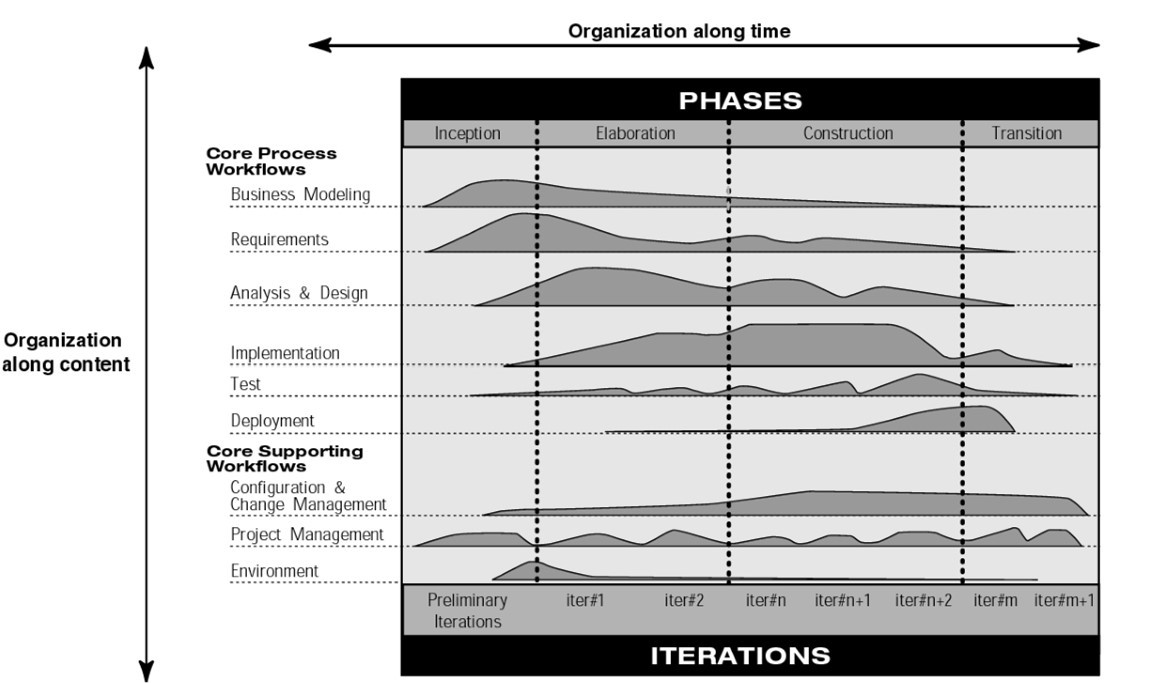 Organization along time
PHASES
Inception Elaboration Construction Transition
Core Process
Workflows
Business Modeling
Requirements
Analysis & Design
Organization
along content
Implementation
Test
Deployment
Core Supporting
Workflows
Configuration &
Change Management
Project Management
Environment
Preliminary
Iterations
iter#1 iter#2 iter#n iter#n+1 iter#n+2 iter#m iter#m+1
ITERATIONS